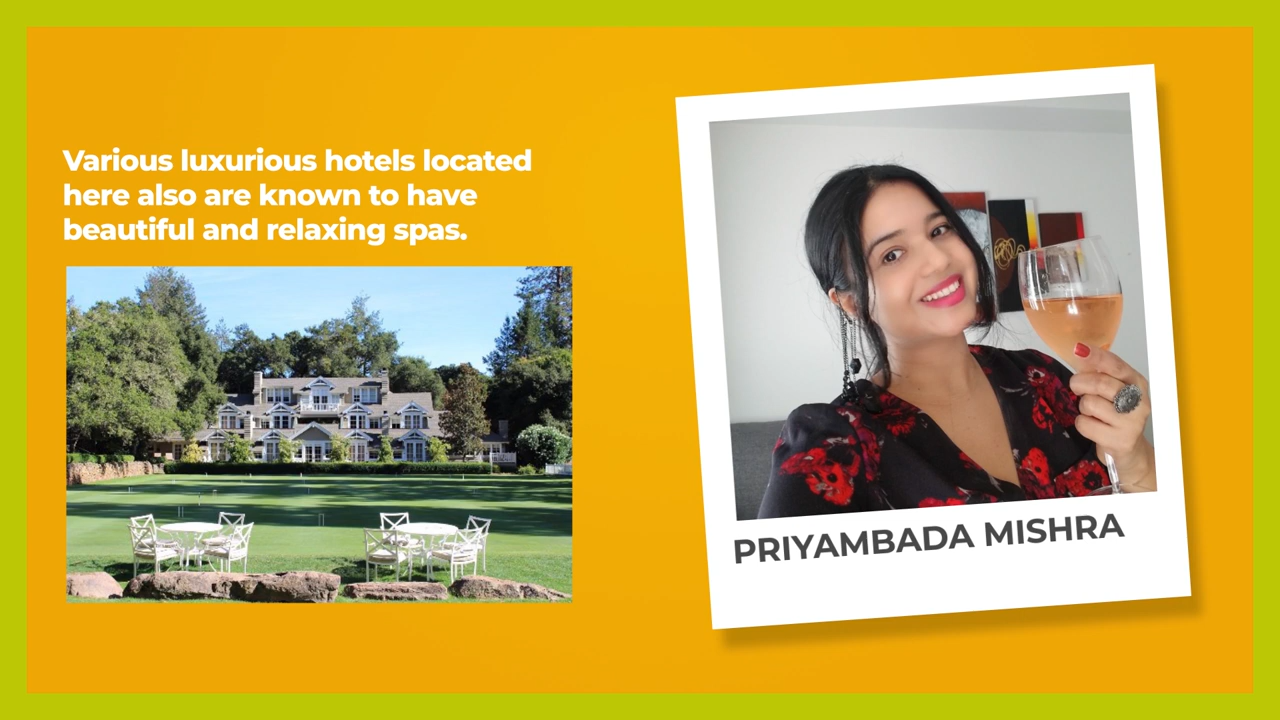 Various luxurious hotels located
here also are known to have
beautiful and relaxing spas.
PRIYAMBADA MISHRA